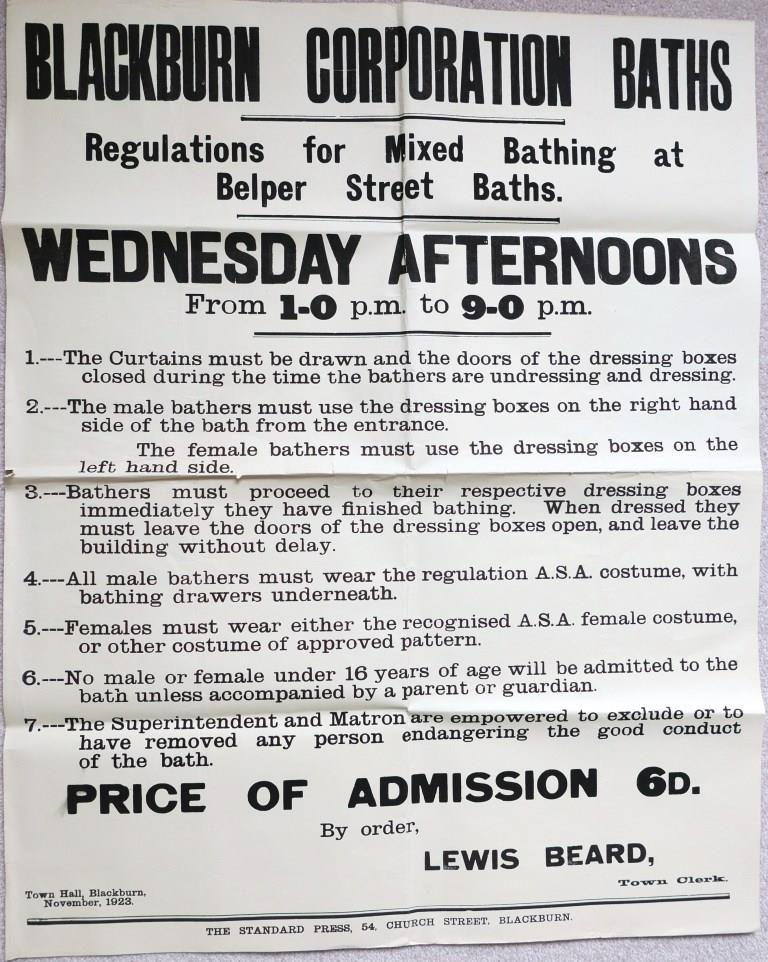 BLACKBURN CORPORATION BATHS
Regulations for Mixed Bathing at
Belper Street Baths.
WEDNESDAY AFTERNOONS
From 1-0 p.m. to 9-0 p.m.
1.---The Curtains must be drawn and the doors of the dressing boxes
closed during the time the bathers are undressing and dressing.
2.---The male bathers must use the dressing boxes on the right hand
side of the bath from the entrance.
The female bathers must use the dressing boxes on the
left hand side.
3.---Bathers must proceed to their respective dressing boxes
immediately they have finished bathing. When dressed they
must leave the doors of the dressing boxes open, and leave the
building without delay.
4.---All male bathers must wear the regulation A.S.A. costume, with
bathing drawers underneath.
5.---Females must wear either the recognised A.S.A. female costume,
or other costume of approved pattern.
6.---No male or female under 16 years of age will be admitted to the
bath unless accompanied by a parent or guardian.
7.---The Superintendent and Matron are empowered to exclude or to
have removed any person endangering the good conduct
of the bath.
PRICE OF ADMISSION 6D.
By order,
LEWIS BEARD,
Town Clerk.
Town Hall, Blackburn,
November, 1923.
THE STANDARD PRESS, 54, CHURCH STREET, BLACKBURN.